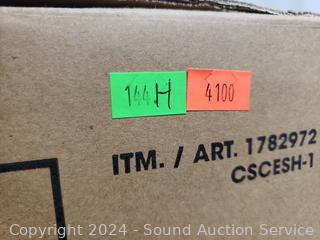 144H 4100
ITM. / ART. 1782972
CSCESH-1
Copyright © 2024 - Sound Auction Service